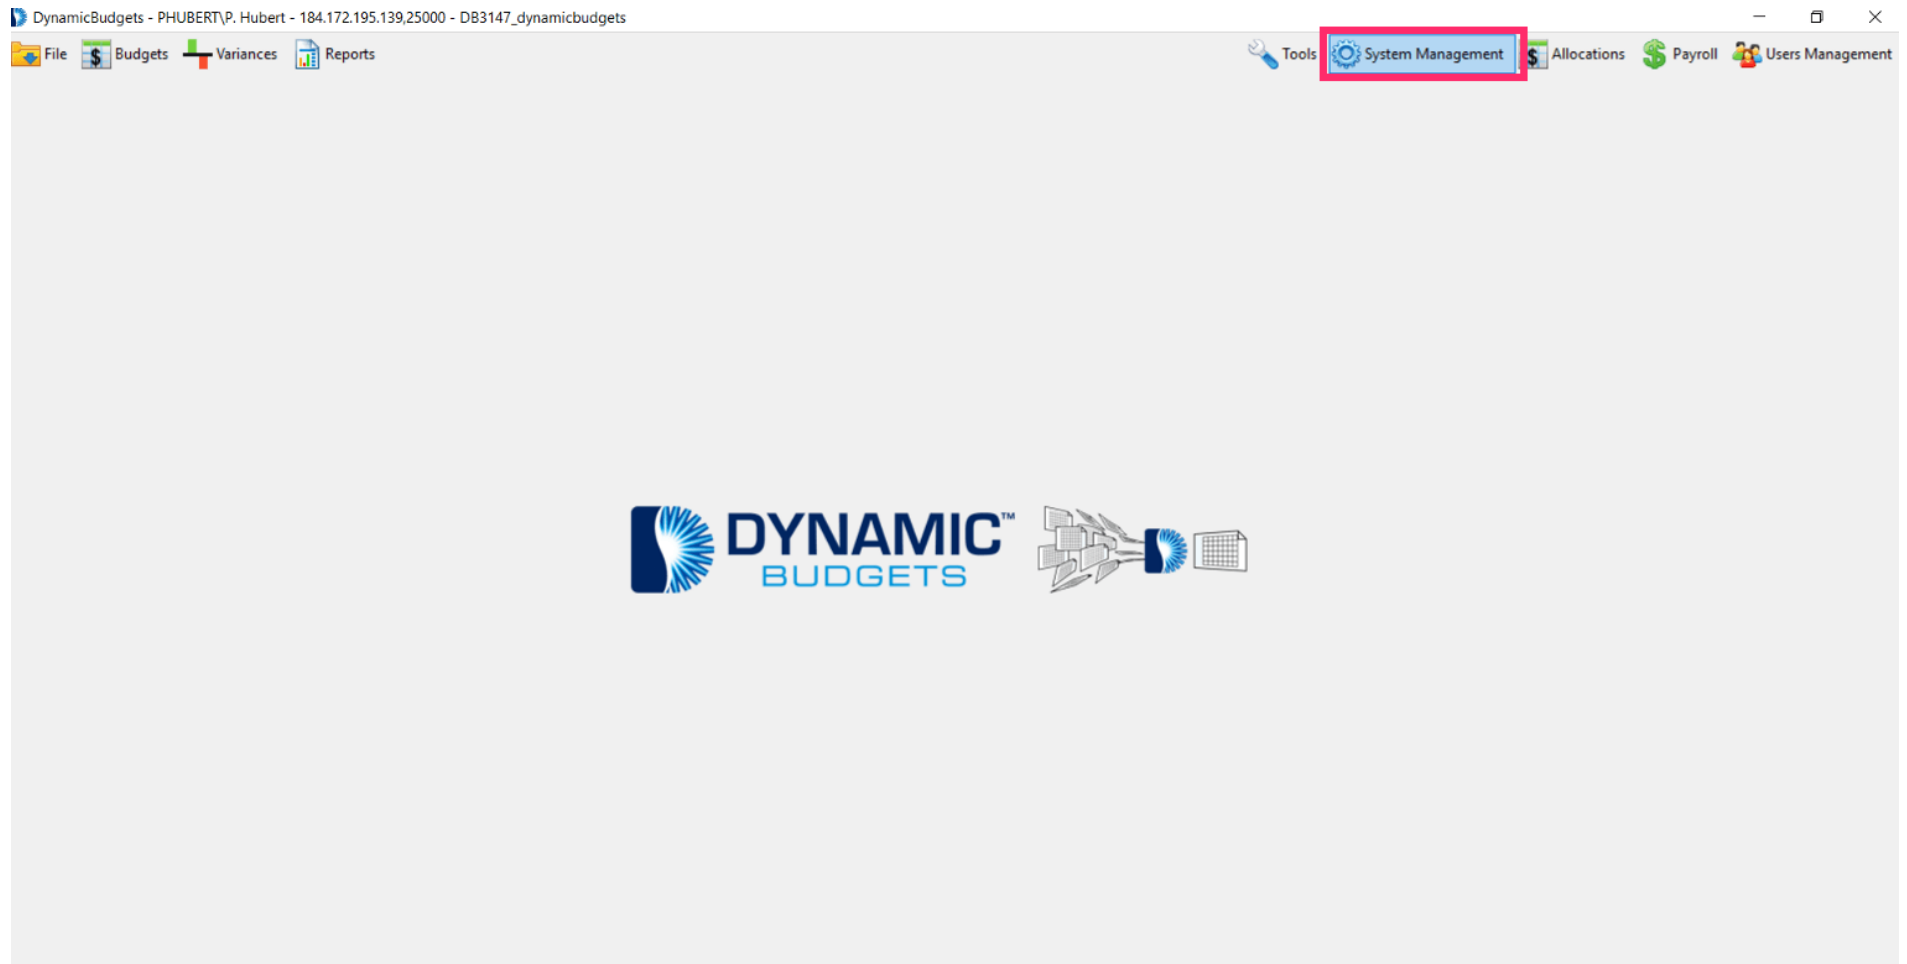 DynamicBudgets - PHUBERT\P. Hubert - 184.172.195.139,25000 - DB3147_dynamicbudgets
File Budgets Variances Reports Tools System Management Allocations Payroll Users Management
DYNAMIC™
BUDGETS